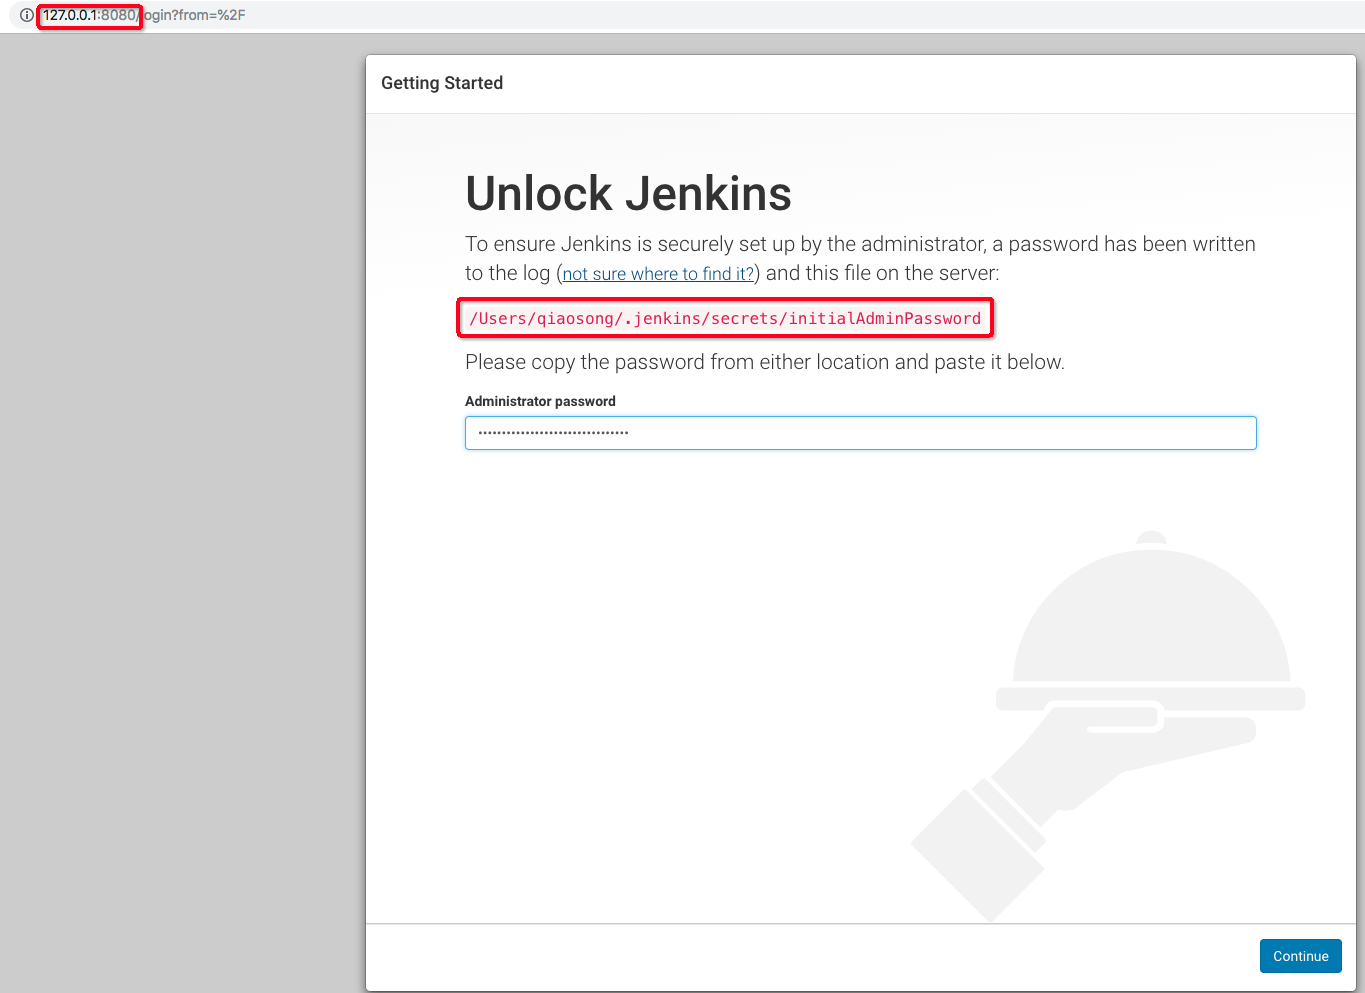 127.0.0.1:8080/login?from=%2F
Getting Started
Unlock Jenkins
To ensure Jenkins is securely set up by the administrator, a password has been written
to the log (not sure where to find it?) and this file on the server:
/Users/qiaosong/.jenkins/secrets/initialAdminPassword
Please copy the password from either location and paste it below.
Administrator password
Continue